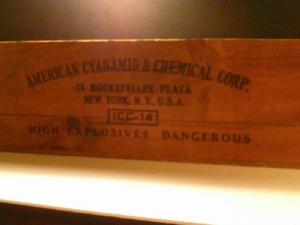 AMERICAN CYANAMID & CHEMICAL CORP.
30 ROCKEFELLER PLAZA
NEW YORK, N.Y., U.S.A.
ICC-14
HIGH EXPLOSIVES DANGEROUS